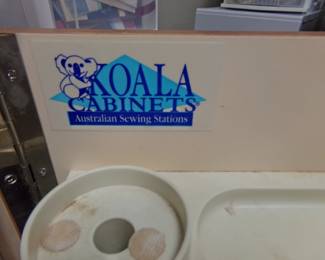 KOALA
CABINETS
Australian Sewing Stations